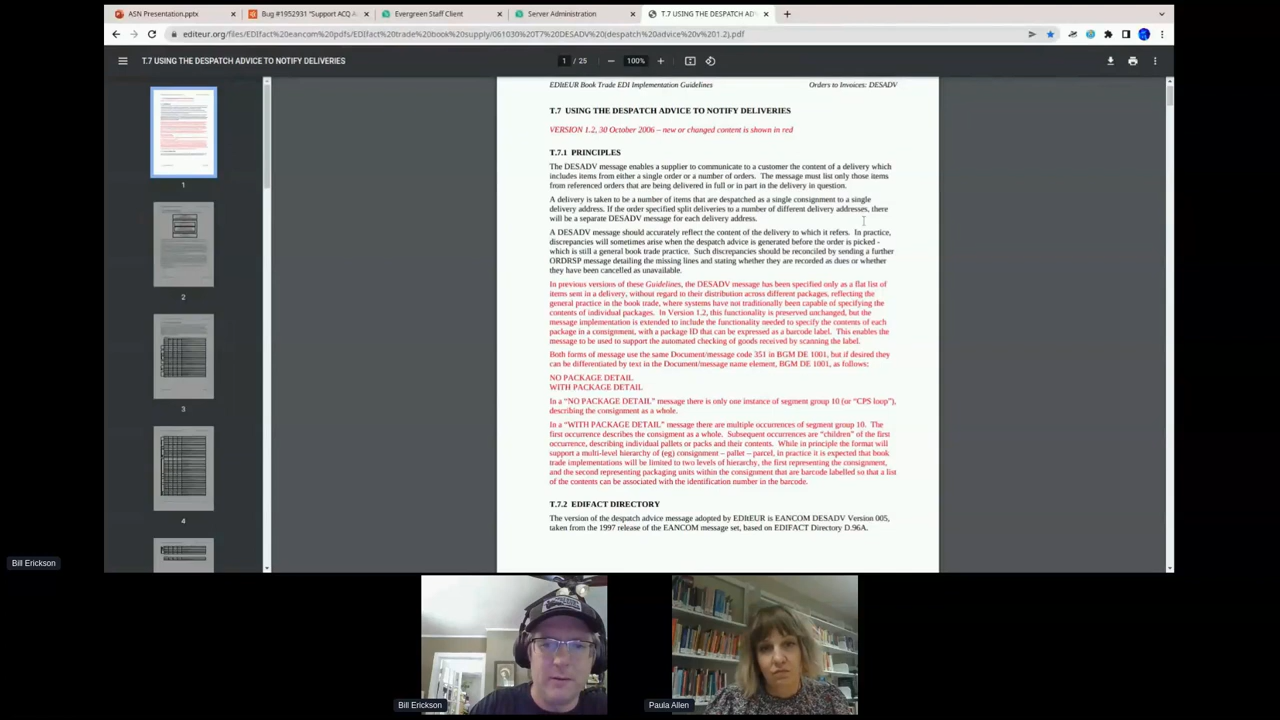 ASN Presentation.pptx
Bug #1952931 "Support ACQ A
Evergreen Staff Client
Server Administration
T.7 USING THE DESPATCH AD
editeur.org/files/EDIfact%20eancom%20pdfs/EDIfact%20trade%20book%20supply/061030%20T7%20DESADV%20(despatch%20advice%20v%201.2).pdf
T.7 USING THE DESPATCH ADVICE TO NOTIFY DELIVERIES
1 / 25
100%
1
2
3
4
EDItEUR Book Trade EDI Implementation Guidelines
Orders to Invoices: DESADV
T.7 USING THE DESPATCH ADVICE TO NOTIFY DELIVERIES
VERSION 1.2, 30 October 2006 – new or changed content is shown in red
T.7.1 PRINCIPLES
The DESADV message enables a supplier to communicate to a customer the content of a delivery which
includes items from either a single order or a number of orders. The message must list only those items
from referenced orders that are being delivered in full or in part in the delivery in question.
A delivery is taken to be a number of items that are despatched as a single consignment to a single
delivery address. If the order specified split deliveries to a number of different delivery addresses, there
will be a separate DESADV message for each delivery address.
A DESADV message should accurately reflect the content of the delivery to which it refers. In practice,
discrepancies will sometimes arise when the despatch advice is generated before the order is picked -
which is still a general book trade practice. Such discrepancies should be reconciled by sending a further
ORDRSP message detailing the missing lines and stating whether they are recorded as dues or whether
they have been cancelled as unavailable.
In previous versions of these Guidelines, the DESADV message has been specified only as a flat list of
items sent in a delivery, without regard to their distribution across different packages, reflecting the
general practice in the book trade, where systems have not traditionally been capable of specifying the
contents of individual packages. In Version 1.2, this functionality is preserved unchanged, but the
message implementation is extended to include the functionality needed to specify the contents of each
package in a consignment, with a package ID that can be expressed as a barcode label. This enables the
message to be used to support the automated checking of goods received by scanning the label.
Both forms of message use the same Document/message code 351 in BGM DE 1001, but if desired they
can be differentiated by text in the Document/message name element, BGM DE 1001, as follows:
NO PACKAGE DETAIL
WITH PACKAGE DETAIL
In a "NO PACKAGE DETAIL" message there is only one instance of segment group 10 (or "CPS loop"),
describing the consignment as a whole.
In a "WITH PACKAGE DETAIL" message there are multiple occurrences of segment group 10. The
first occurrence describes the consigment as a whole. Subsequent occurrences are "children" of the first
occurrence, describing individual pallets or packs and their contents. While in principle the format will
support a multi-level hierarchy of (eg) consignment – pallet – parcel, in practice it is expected that book
trade implementations will be limited to two levels of hierarchy, the first representing the consignment,
and the second representing packaging units within the consignment that are barcode labelled so that a list
of the contents can be associated with the identification number in the barcode.
T.7.2 EDIFACT DIRECTORY
The version of the despatch advice message adopted by EDItEUR is EANCOM DESADV Version 005,
taken from the 1997 release of the EANCOM message set, based on EDIFACT Directory D.96A.
Bill Erickson
Bill Erickson
Paula Allen